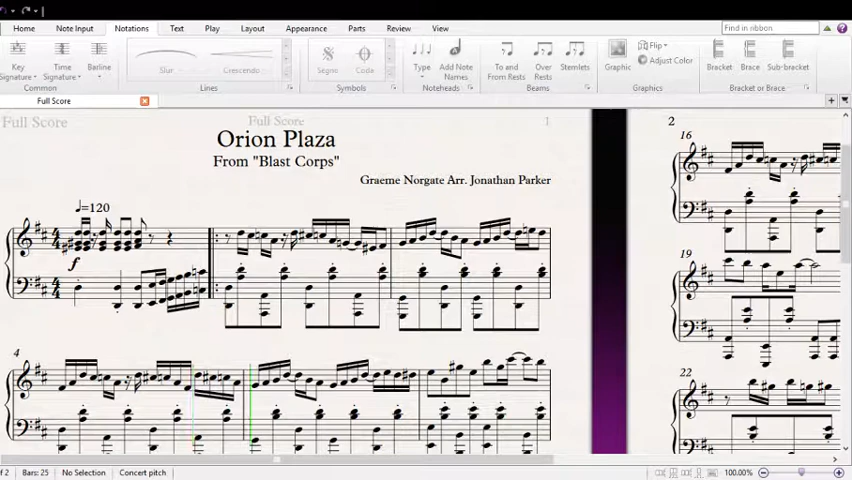 Home Note Input Notations Text Play Layout Appearance Parts Review View Find in ribbon
Key Signature Time Signature Barline Slur Crescendo Segno Coda Type Add Note Names To and From Rests Over Rests Stemlets Graphic Flip Adjust Color Bracket Brace Sub-bracket
Common Lines Symbols Noteheads Beams Graphics Bracket or Brace
Full Score
Full Score Full Score 1 2
Orion Plaza
From "Blast Corps"
Graeme Norgate Arr. Jonathan Parker
=120
f
4
16
19
22
of 2 Bars: 25 No Selection Concert pitch 100.00%